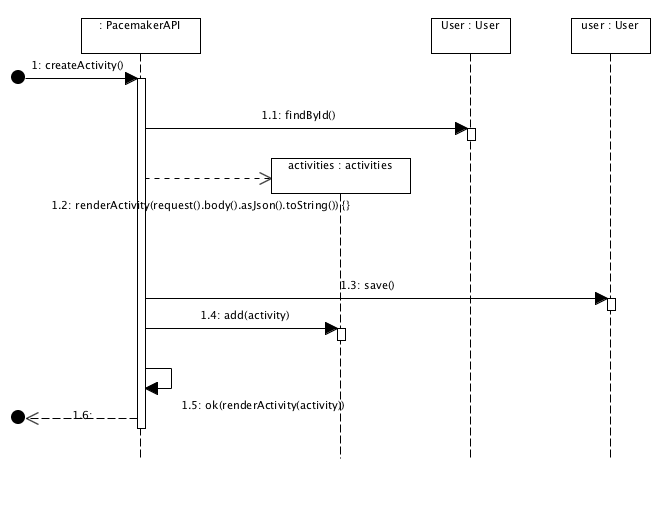 : PacemakerAPI
User : User
user : User
1: createActivity()
1.1: findById()
activities : activities
1.2: renderActivity(request().body().asJson().toString()) {}
1.3: save()
1.4: add(activity)
1.5: ok(renderActivity(activity))
1.6: